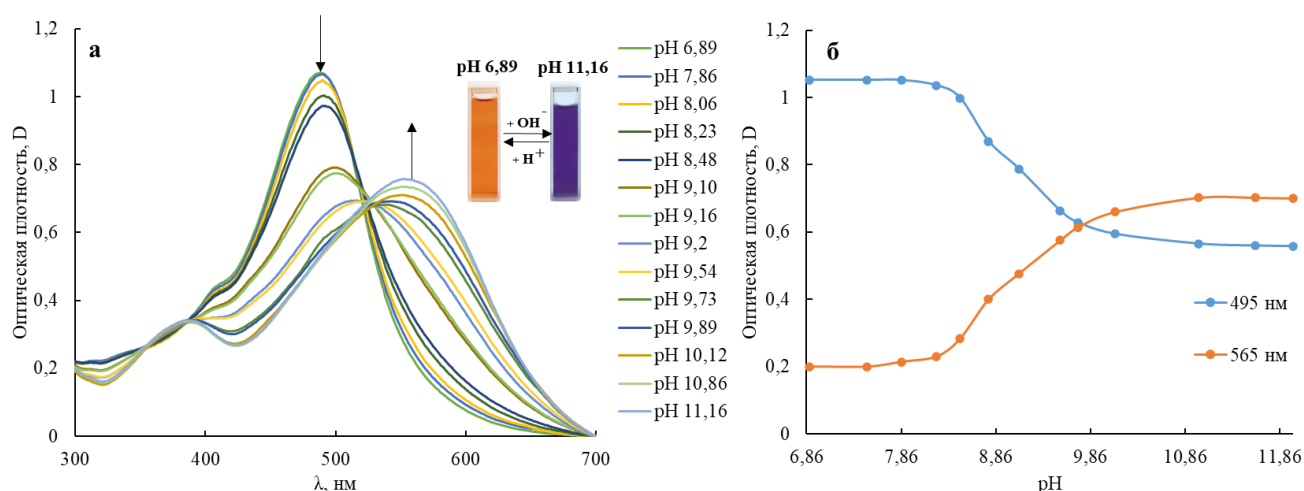 а
Оптическая плотность, D
1,2
1
0,8
0,6
0,4
0,2
0
300
400
500
600
700
λ, нм
pH 6,89
pH 11,16
+ OH⁻
+ H⁺
pH 6,89
pH 7,86
pH 8,06
pH 8,23
pH 8,48
pH 9,10
pH 9,16
pH 9,2
pH 9,54
pH 9,73
pH 9,89
pH 10,12
pH 10,86
pH 11,16
б
Оптическая плотность, D
1,2
1
0,8
0,6
0,4
0,2
0
6,86
7,86
8,86
9,86
10,86
11,86
pH
495 нм
565 нм